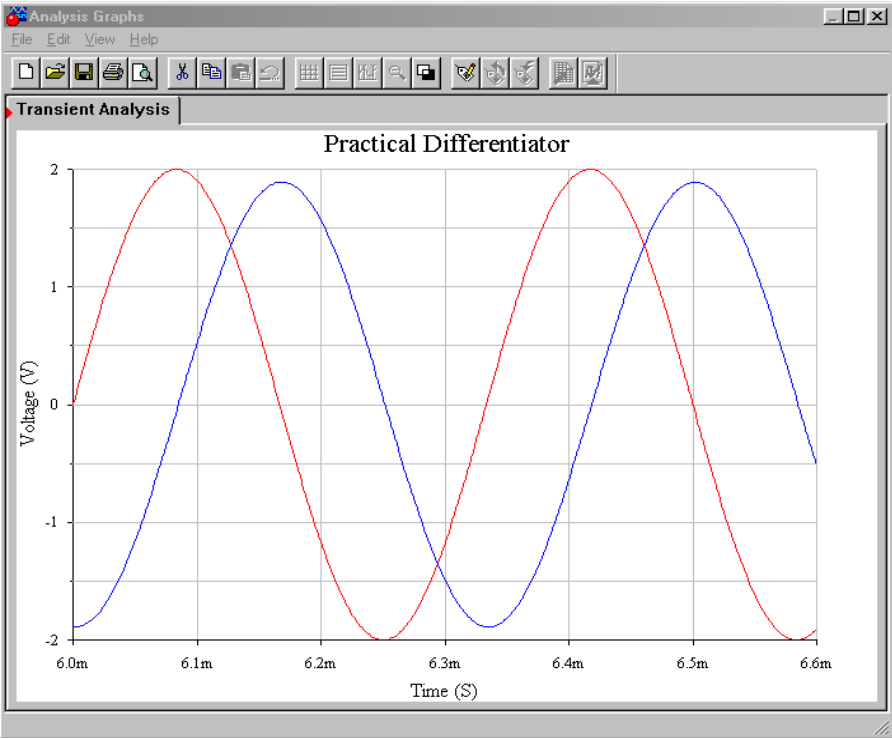 Analysis Graphs
File Edit View Help
Transient Analysis
Practical Differentiator
2
1
0
-1
-2
Voltage (V)
6.0m 6.1m 6.2m 6.3m 6.4m 6.5m 6.6m
Time (S)